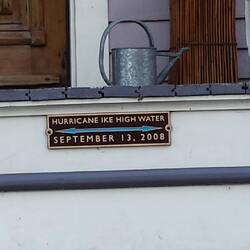 HURRICANE IKE HIGH WATER
SEPTEMBER 13, 2008